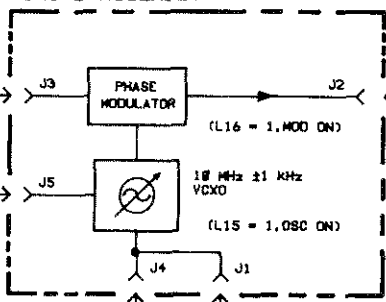 J3
PHASE
MODULATOR
J2
(L16 = 1,MOD ON)
J5
10 MHz ±1 kHz
VCXO
(L15 = 1,OSC ON)
J4
J1